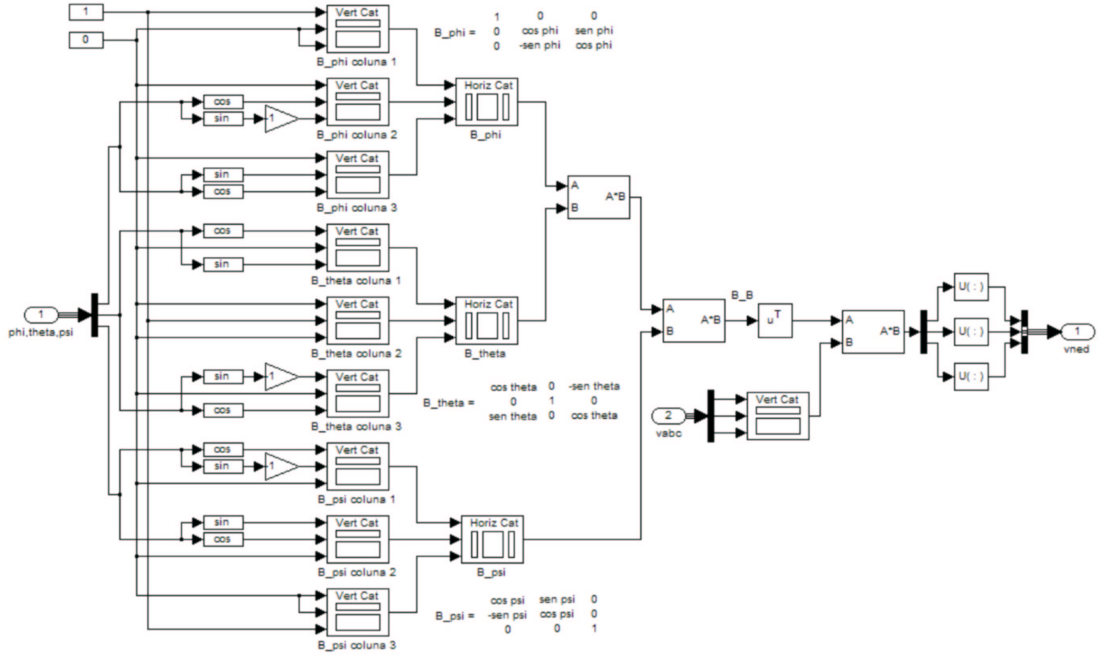 1
0
Vert Cat
B_phi coluna 1
B_phi =
1 0 0
0 cos phi sen phi
0 -sen phi cos phi
cos
sin
-1
Vert Cat
B_phi coluna 2
Horiz Cat
B_phi
sin
cos
Vert Cat
B_phi coluna 3
A
B
A*B
cos
sin
Vert Cat
B_theta coluna 1
1
phi,theta,psi
Vert Cat
B_theta coluna 2
Horiz Cat
B_theta
A
B
A*B
B_B
uT
A
B
A*B
U( : )
U( : )
U( : )
1
vned
sin
-1
cos
Vert Cat
B_theta coluna 3
B_theta =
cos theta 0 -sen theta
0 1 0
sen theta 0 cos theta
2
vabc
Vert Cat
cos
sin
-1
Vert Cat
B_psi coluna 1
sin
cos
Vert Cat
B_psi coluna 2
Horiz Cat
B_psi
Vert Cat
B_psi coluna 3
B_psi =
cos psi sen psi 0
-sen psi cos psi 0
0 0 1